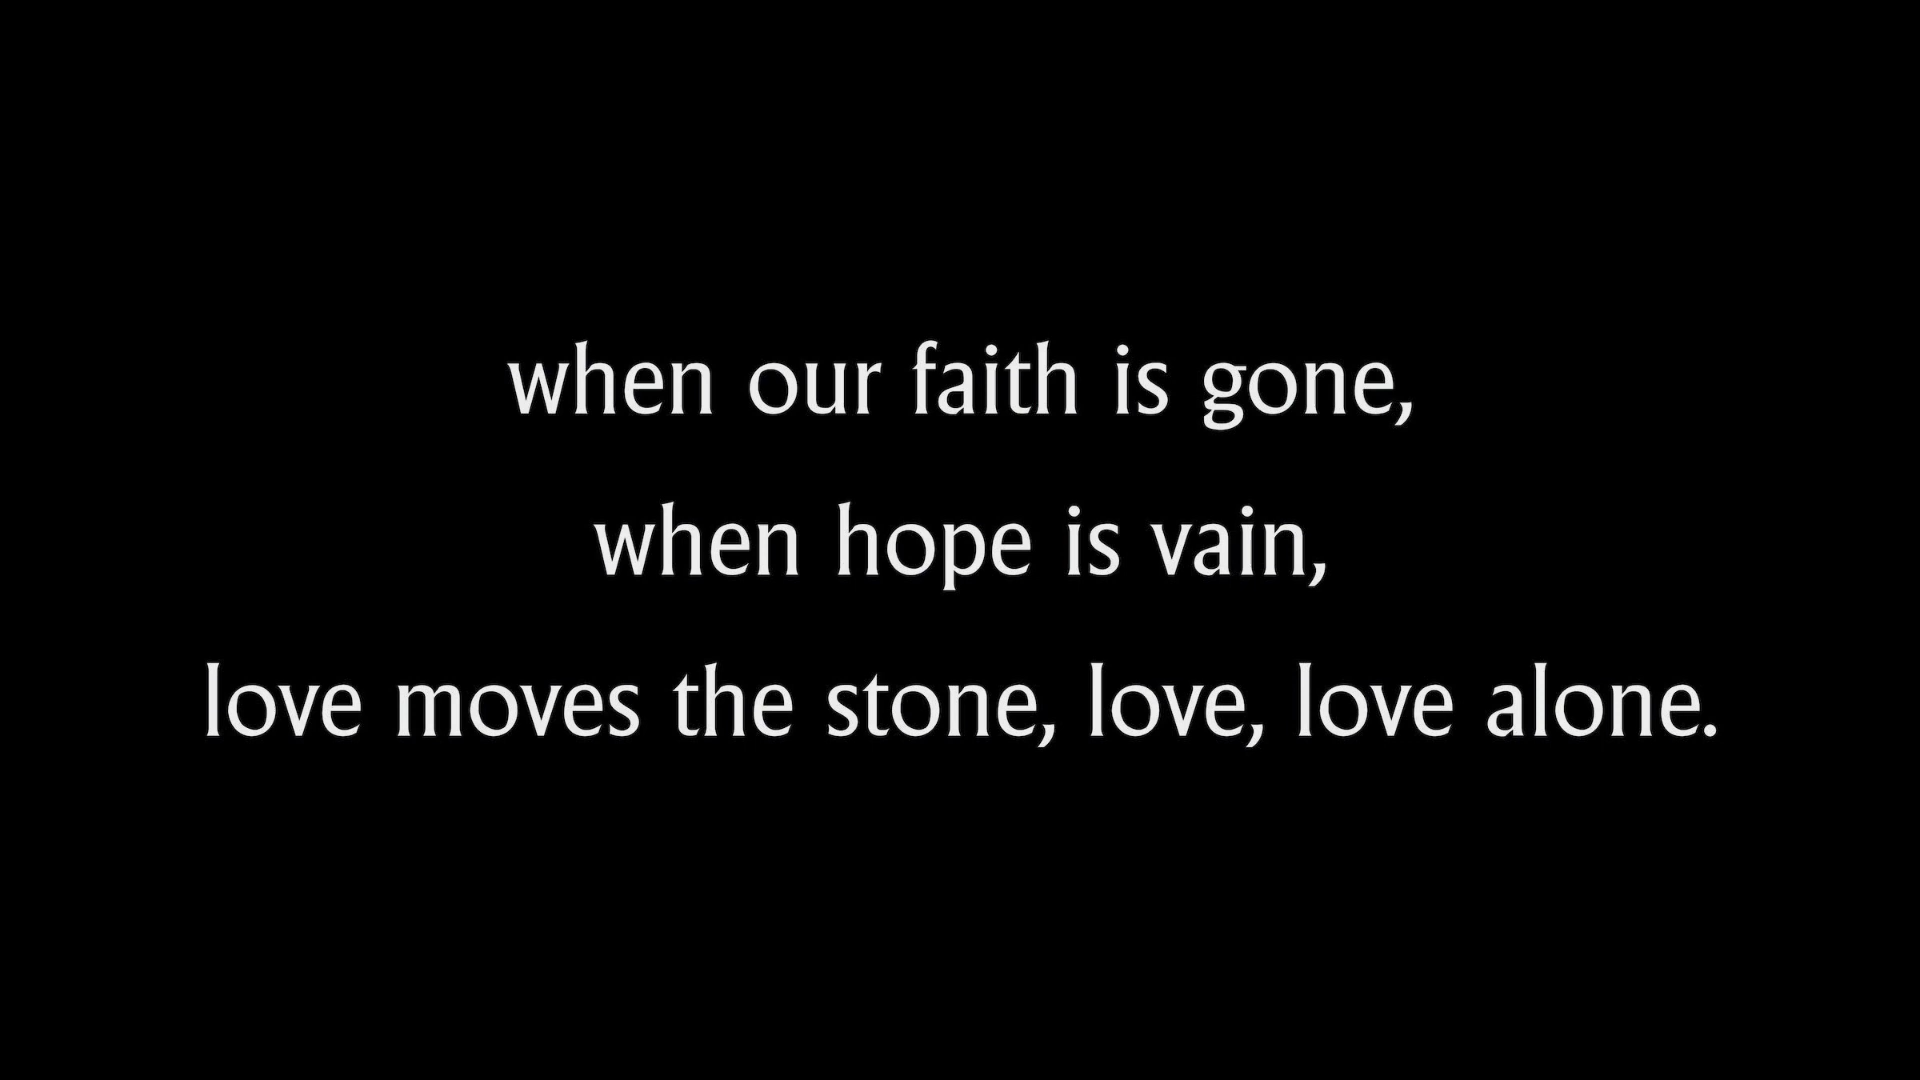 when our faith is gone,
when hope is vain,
love moves the stone, love, love alone.